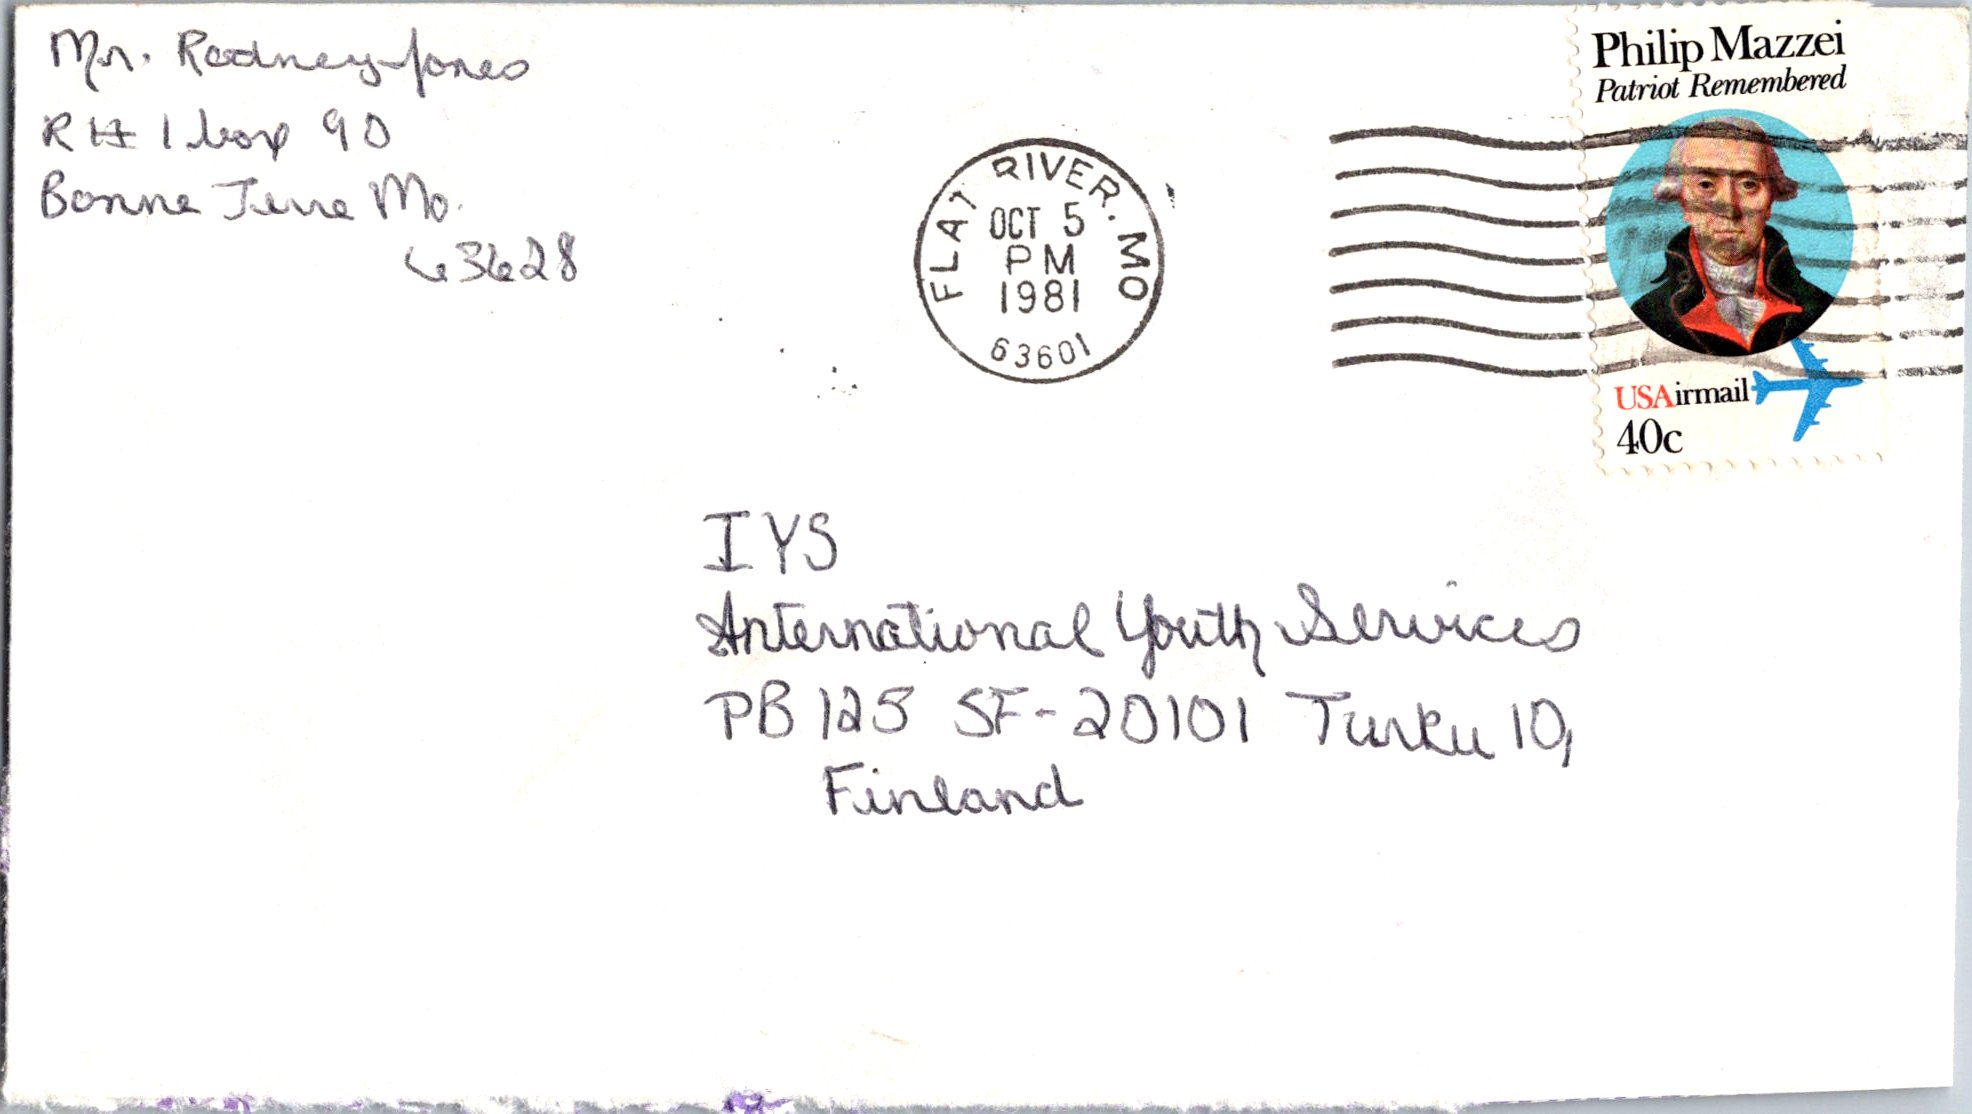 Mr. Rodney Jones
R # 1 box 90
Bonne Terre Mo.
63628
FLAT RIVER. MO
OCT 5
PM
1981
63601
Philip Mazzei
Patriot Remembered
USAirmail
40c
IYS
International Youth Services
PB 125 SF-20101 Turku 10,
Finland